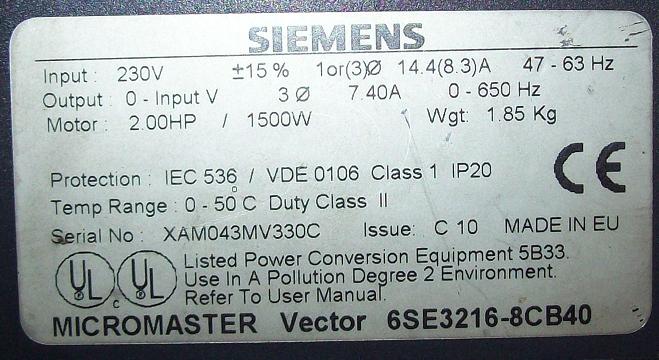 SIEMENS
Input : 230V ±15 % 1or(3)Ø 14.4(8.3)A 47 - 63 Hz
Output : 0 - Input V 3 Ø 7.40A 0 - 650 Hz
Motor : 2.00HP / 1500W Wgt: 1.85 Kg
CE
Protection : IEC 536 / VDE 0106 Class 1 IP20
Temp Range : 0 - 50 °C Duty Class II
Serial No : XAM043MV330C Issue: C 10 MADE IN EU
UL c UL Listed Power Conversion Equipment 5B33.
Use In A Pollution Degree 2 Environment.
Refer To User Manual.
MICROMASTER Vector 6SE3216-8CB40